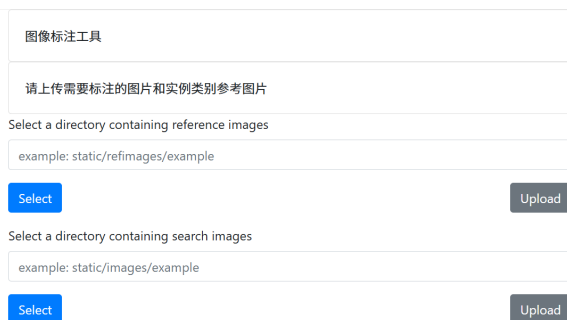 图像标注工具
请上传需要标注的图片和实例类别参考图片
Select a directory containing reference images
example: static/refimages/example
Select
Upload
Select a directory containing search images
example: static/images/example
Select
Upload